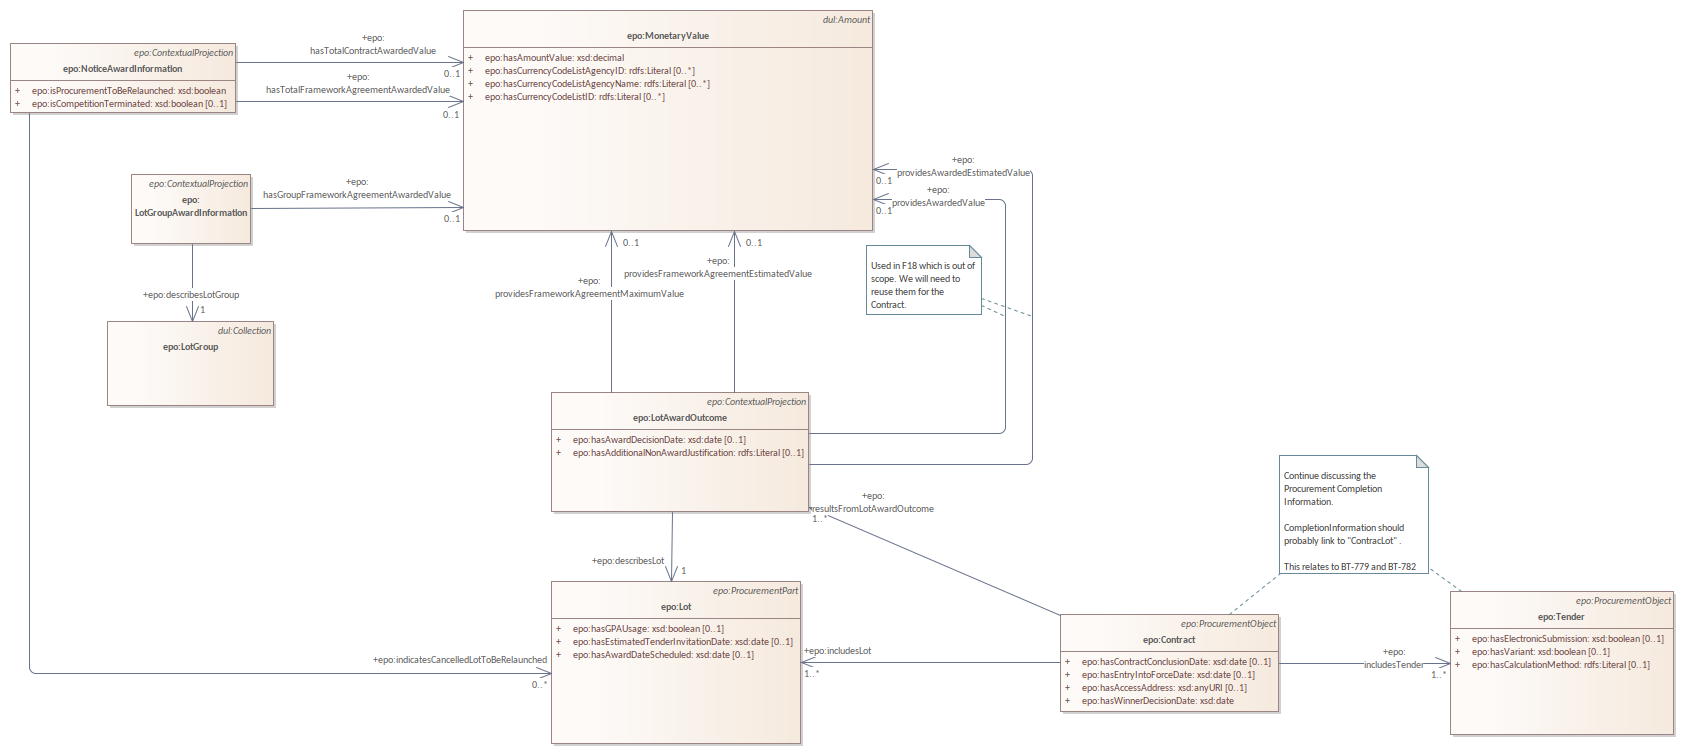 epo:ContextualProjection
epo:NoticeAwardInformation
+ epo:isProcurementToBeRelaunched: xsd:boolean
+ epo:isCompetitionTerminated: xsd:boolean [0..1]
+epo:
hasTotalContractAwardedValue
0..1
+epo:
hasTotalFrameworkAgreementAwardedValue
0..1
dul:Amount
epo:MonetaryValue
+ epo:hasAmountValue: xsd:decimal
+ epo:hasCurrencyCodeListAgencyID: rdfs:Literal [0..*]
+ epo:hasCurrencyCodeListAgencyName: rdfs:Literal [0..*]
+ epo:hasCurrencyCodeListID: rdfs:Literal [0..*]
epo:ContextualProjection
epo:
LotGroupAwardInformation
+epo:
hasGroupFrameworkAgreementAwardedValue
0..1
+epo:
providesAwardedEstimatedValue
0..1
+epo:
providesAwardedValue
0..1
+epo:describesLotGroup
1
dul:Collection
epo:LotGroup
0..1
+epo:
providesFrameworkAgreementMaximumValue
0..1
+epo:
providesFrameworkAgreementEstimatedValue
Used in F18 which is out of
scope. We will need to
reuse them for the
Contract.
epo:ContextualProjection
epo:LotAwardOutcome
+ epo:hasAwardDecisionDate: xsd:date [0..1]
+ epo:hasAdditionalNonAwardJustification: rdfs:Literal [0..1]
+epo:
resultsFromLotAwardOutcome
1..*
Continue discussing the
Procurement Completion
Information.
CompletionInformation should
probably link to "ContracLot" .
This relates to BT-779 and BT-782
+epo:describesLot
1
epo:ProcurementPart
epo:Lot
+ epo:hasGPAUsage: xsd:boolean [0..1]
+ epo:hasEstimatedTenderInvitationDate: xsd:date [0..1]
+ epo:hasAwardDateScheduled: xsd:date [0..1]
+epo:indicatesCancelledLotToBeRelaunched
0..*
+epo:includesLot
1..*
epo:ProcurementObject
epo:Contract
+ epo:hasContractConclusionDate: xsd:date [0..1]
+ epo:hasEntryIntoForceDate: xsd:date [0..1]
+ epo:hasAccessAddress: xsd:anyURI [0..1]
+ epo:hasWinnerDecisionDate: xsd:date
+epo:
includesTender
1..*
epo:ProcurementObject
epo:Tender
+ epo:hasElectronicSubmission: xsd:boolean [0..1]
+ epo:hasVariant: xsd:boolean [0..1]
+ epo:hasCalculationMethod: rdfs:Literal [0..1]